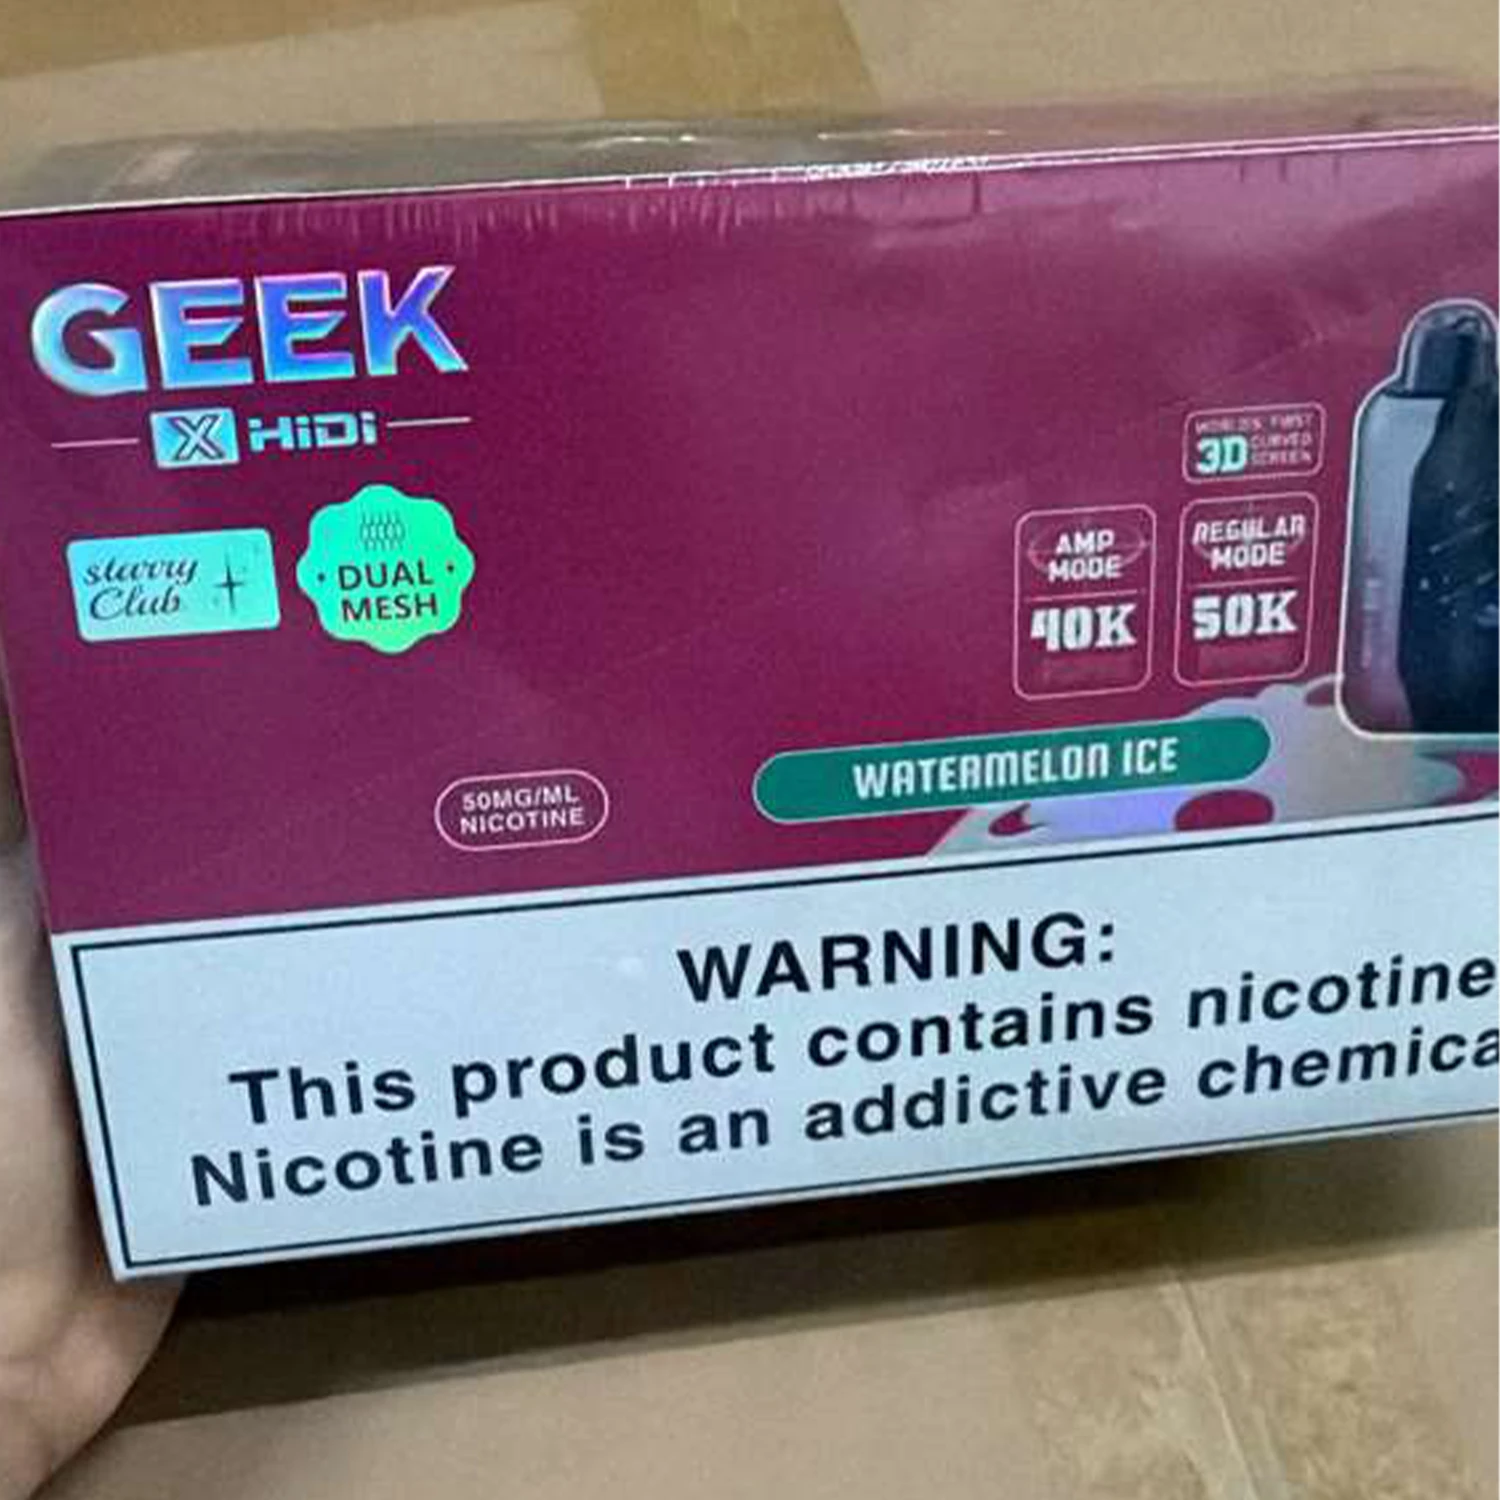 GEEK
X HiDi
starry
Club
DUAL
MESH
WORLD'S FIRST
3D CURVED
SCREEN
AMP
MODE
40K
REGULAR
MODE
50K
WATERMELON ICE
50MG/ML
NICOTINE
WARNING:
This product contains nicotine
Nicotine is an addictive chemica